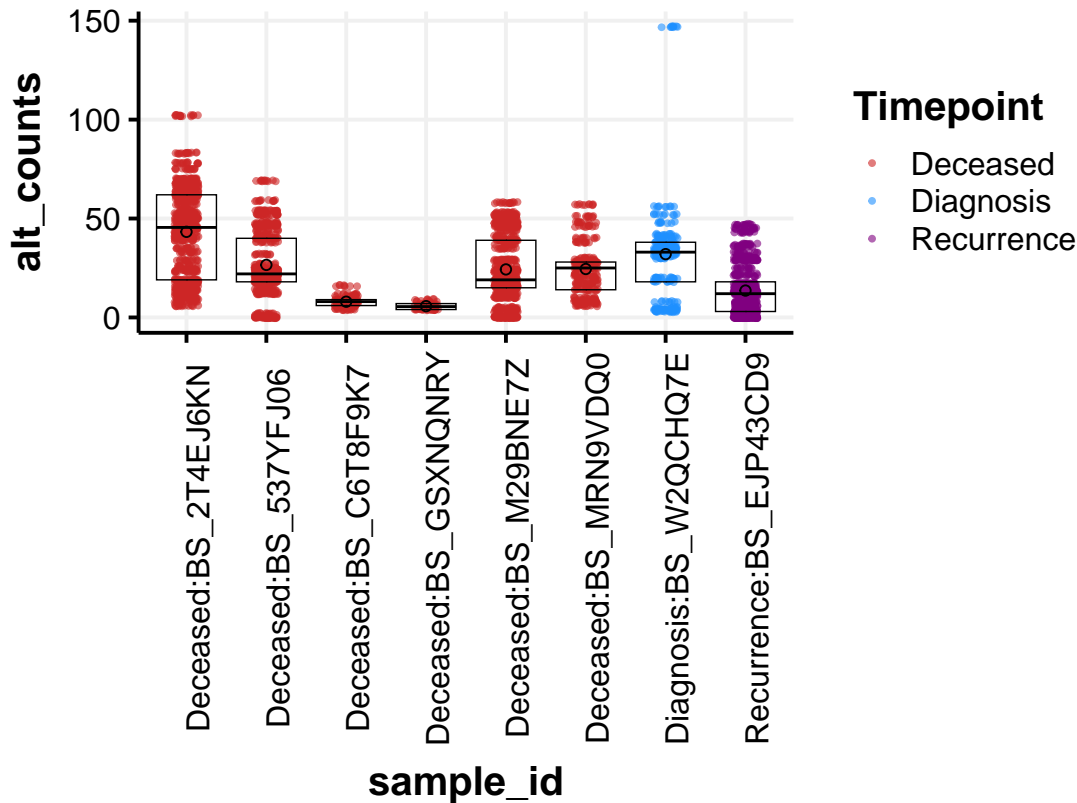 150
100
50
0
alt_counts
Deceased:BS_2T4EJ6KN
Deceased:BS_537YFJ06
Deceased:BS_C6T8F9K7
Deceased:BS_GSXNQNRY
Deceased:BS_M29BNE7Z
Deceased:BS_MRN9VDQ0
Diagnosis:BS_W2QCHQ7E
Recurrence:BS_EJP43CD9
sample_id
Timepoint
Deceased
Diagnosis
Recurrence